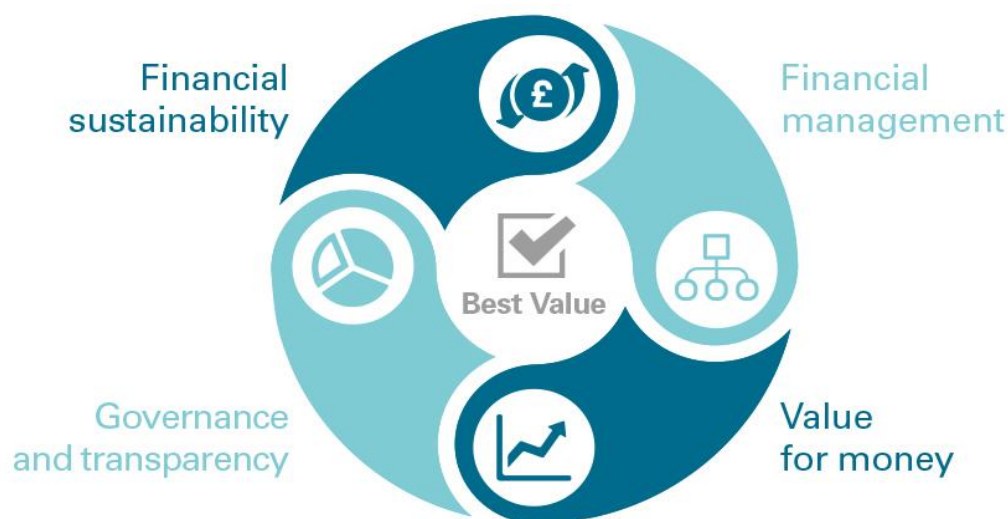 Financial
sustainability
Financial
management
£
Best Value
Governance
and transparency
Value
for money